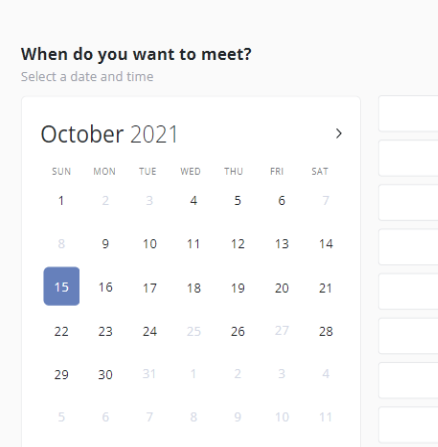 When do you want to meet?
Select a date and time
October 2021
SUN MON TUE WED THU FRI SAT
1 2 3 4 5 6 7
8 9 10 11 12 13 14
15 16 17 18 19 20 21
22 23 24 25 26 27 28
29 30 31 1 2 3 4
5 6 7 8 9 10 11